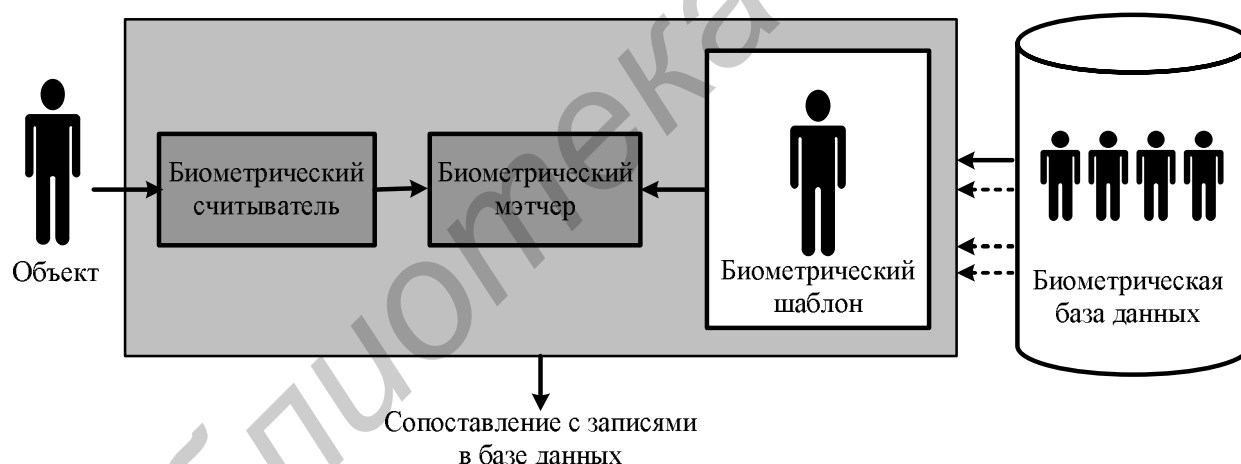 Объект
Биометрический
считыватель
Биометрический
мэтчер
Биометрический
шаблон
Биометрическая
база данных
Сопоставление с записями
в базе данных